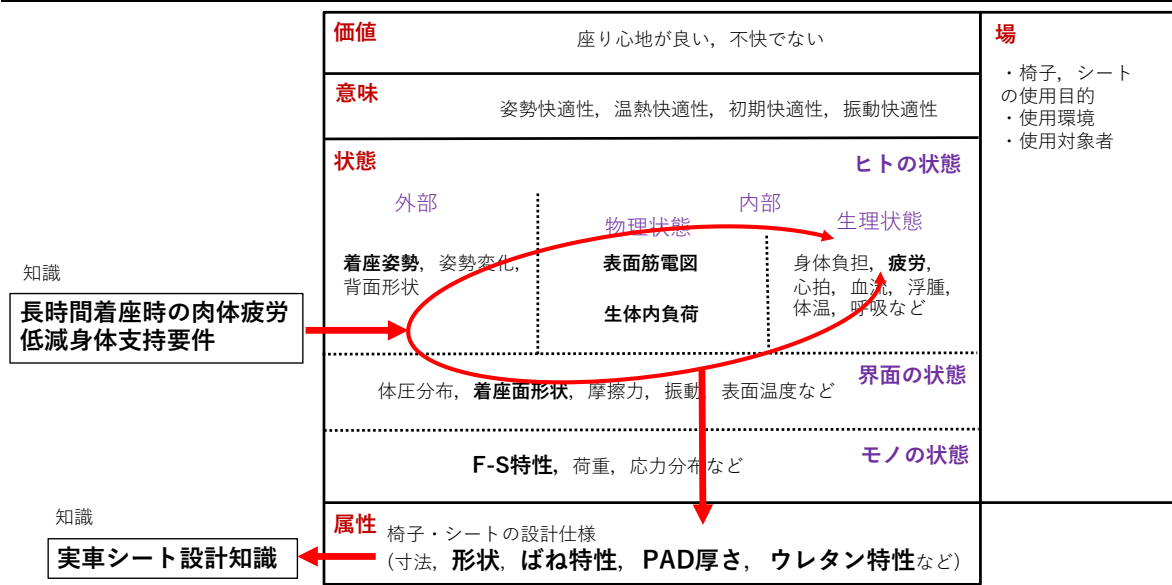 価値
座り心地が良い，不快でない
意味
姿勢快適性，温熱快適性，初期快適性，振動快適性
状態
ヒトの状態
外部
内部
物理状態
生理状態
着座姿勢，姿勢変化，
背面形状
表面筋電図
生体内負荷
身体負担，疲労，
心拍，血流，浮腫，
体温，呼吸など
界面の状態
体圧分布，着座面形状，摩擦力，振動，表面温度など
モノの状態
F-S特性，荷重，応力分布など
属性
椅子・シートの設計仕様
(寸法，形状，ばね特性，PAD厚さ，ウレタン特性など)
場
・椅子，シート
の使用目的
・使用環境
・使用対象者
知識
長時間着座時の肉体疲労
低減身体支持要件
知識
実車シート設計知識